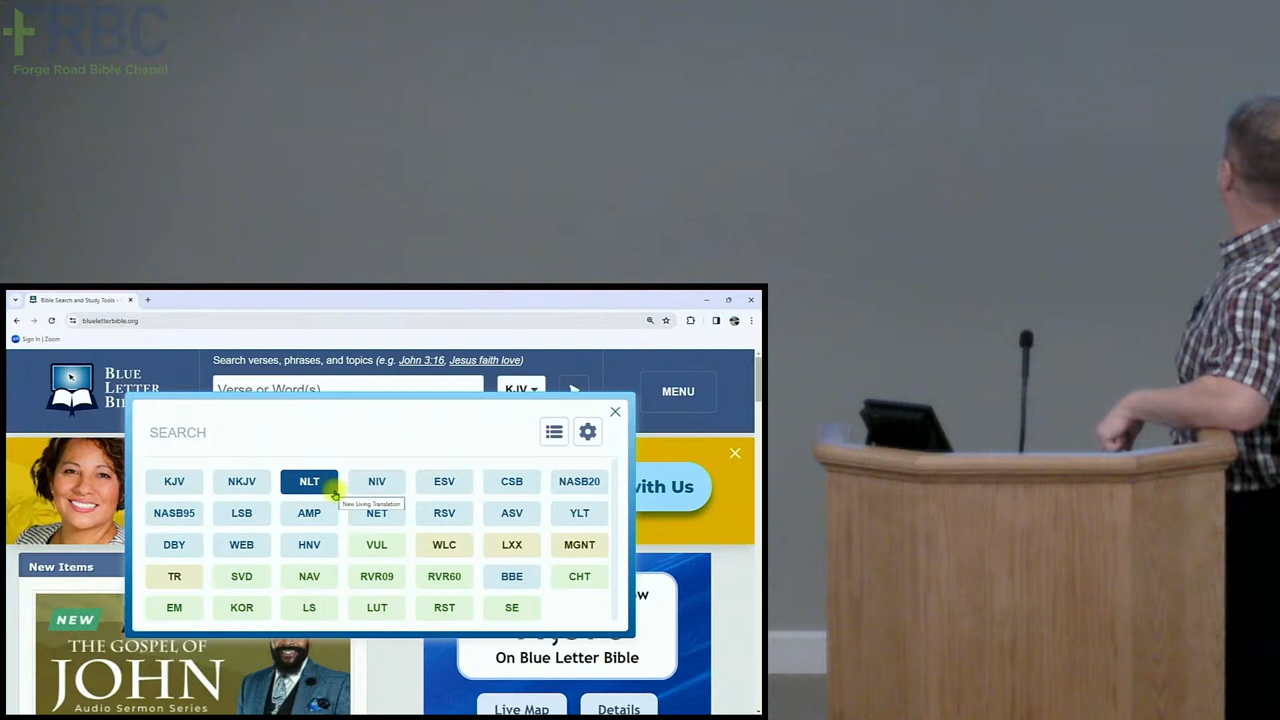 FRBC
Forge Road Bible Chapel
Bible Search and Study Tools -
blueletterbible.org
Sign In | Zoom
BLUE
LETTER
Search verses, phrases, and topics (e.g. John 3:16, Jesus faith love)
Verse or Word(s)
KJV
MENU
SEARCH
KJV NKJV NLT NIV ESV CSB NASB20
New Living Translation
NASB95 LSB AMP NET RSV ASV YLT
DBY WEB HNV VUL WLC LXX MGNT
TR SVD NAV RVR09 RVR60 BBE CHT
EM KOR LS LUT RST SE
with Us
New Items
NEW
THE GOSPEL OF
JOHN
Audio Sermon Series
On Blue Letter Bible
Live Map
Details